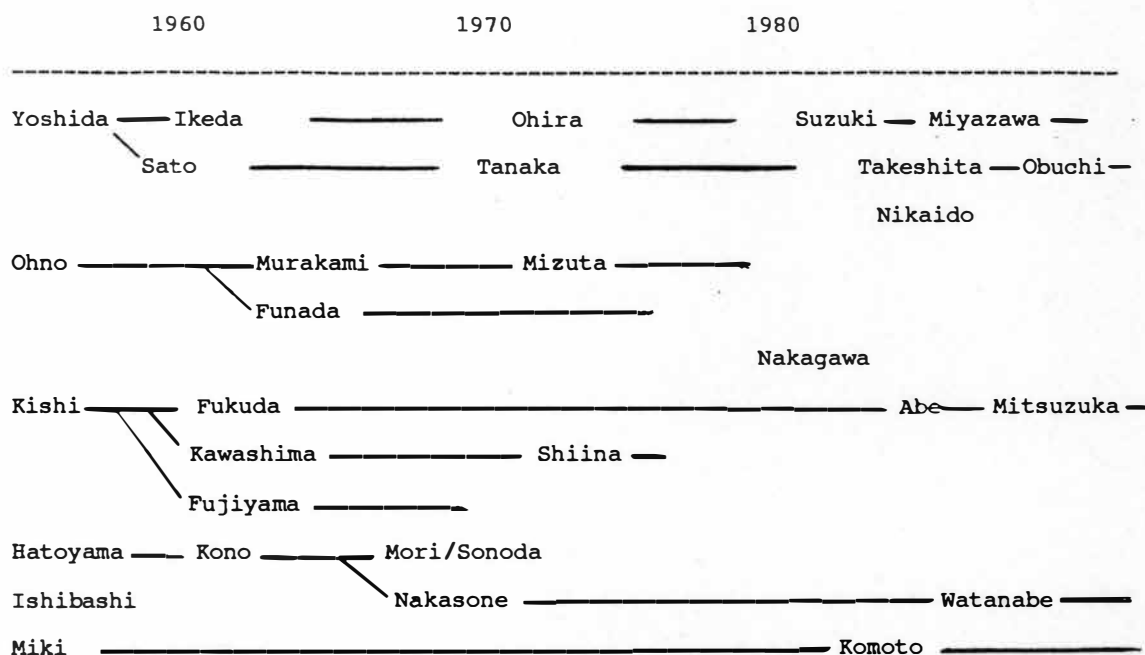 1960 1970 1980
Yoshida Ikeda Ohira Suzuki Miyazawa
Sato Tanaka Takeshita Obuchi
Nikaido
Ohno Murakami Mizuta
Funada
Nakagawa
Kishi Fukuda Abe Mitsuzuka
Kawashima Shiina
Fujiyama
Hatoyama Kono Mori/Sonoda
Ishibashi Nakasone Watanabe
Miki Komoto